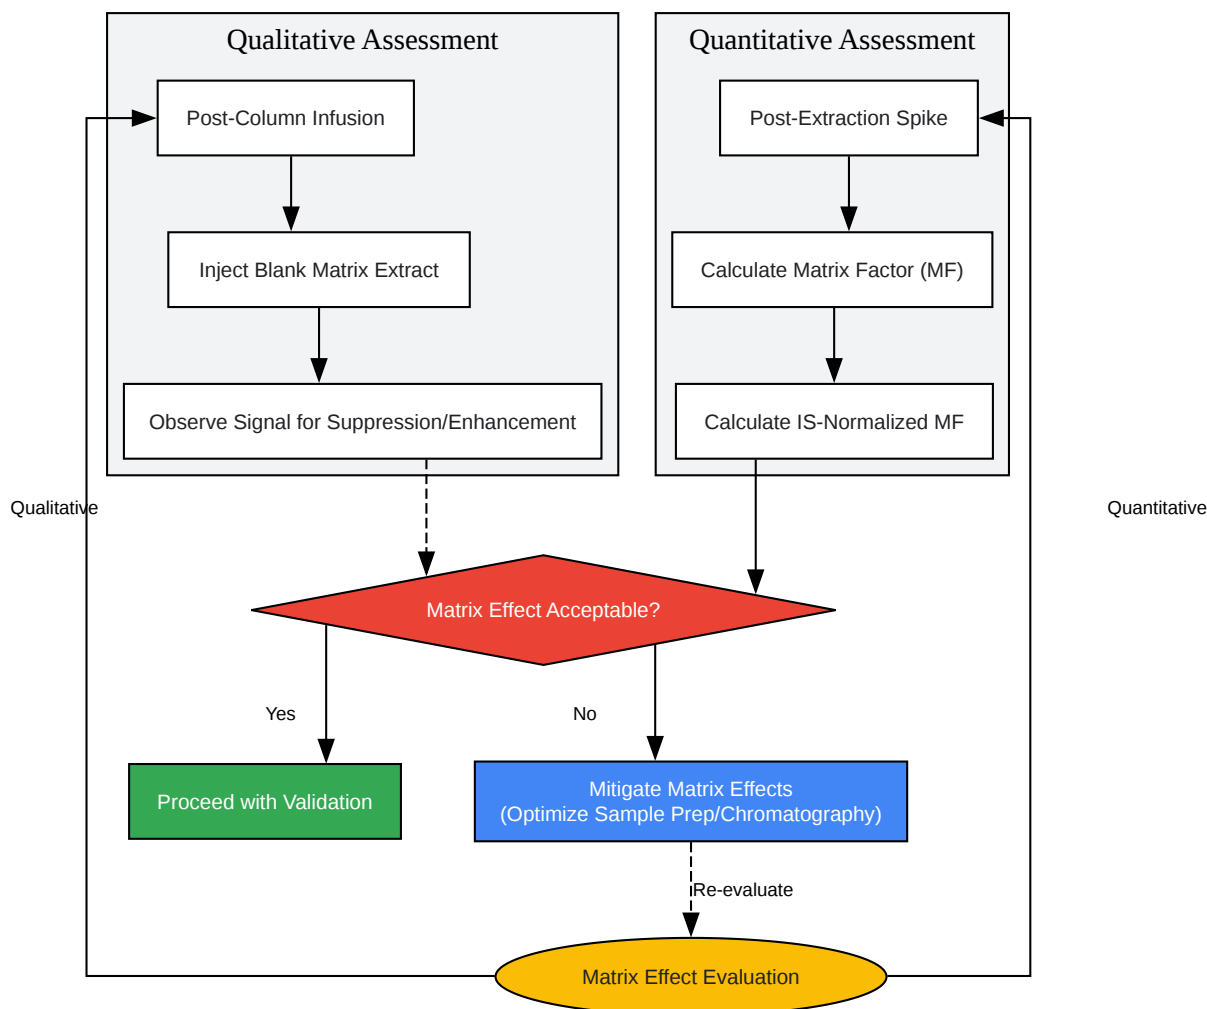 Qualitative Assessment
Quantitative Assessment
Post-Column Infusion
Post-Extraction Spike
Inject Blank Matrix Extract
Calculate Matrix Factor (MF)
Observe Signal for Suppression/Enhancement
Calculate IS-Normalized MF
Qualitative
Quantitative
Matrix Effect Acceptable?
Yes
No
Proceed with Validation
Mitigate Matrix Effects
(Optimize Sample Prep/Chromatography)
Re-evaluate
Matrix Effect Evaluation